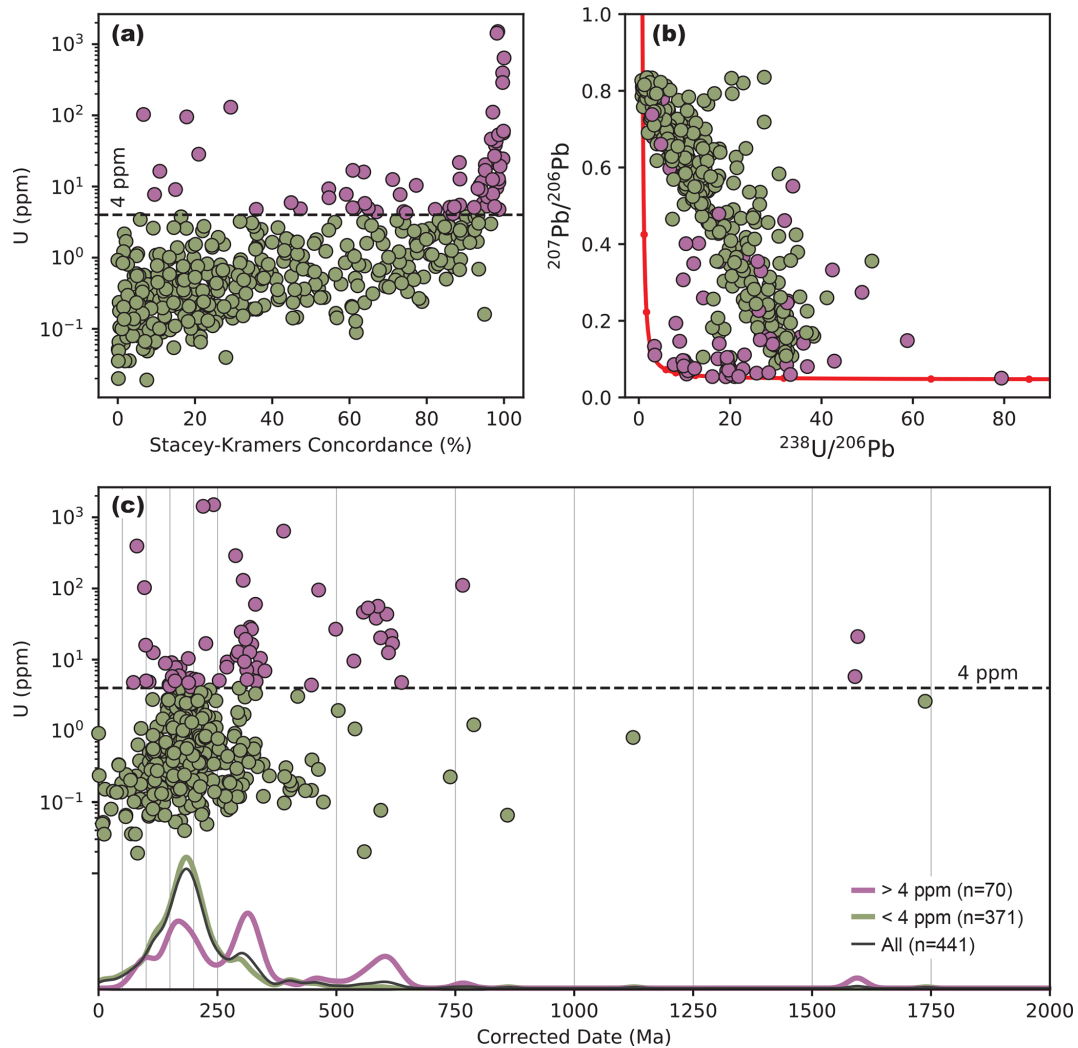 (a)
10³
10²
10¹
10⁰
10⁻¹
U (ppm)
4 ppm
0 20 40 60 80 100
Stacey-Kramers Concordance (%)
(b)
1.0
0.8
0.6
0.4
0.2
0.0
²⁰⁷Pb/²⁰⁶Pb
0 20 40 60 80
²³⁸U/²⁰⁶Pb
(c)
10³
10²
10¹
10⁰
10⁻¹
U (ppm)
4 ppm
> 4 ppm (n=70)
< 4 ppm (n=371)
All (n=441)
0 250 500 750 1000 1250 1500 1750 2000
Corrected Date (Ma)